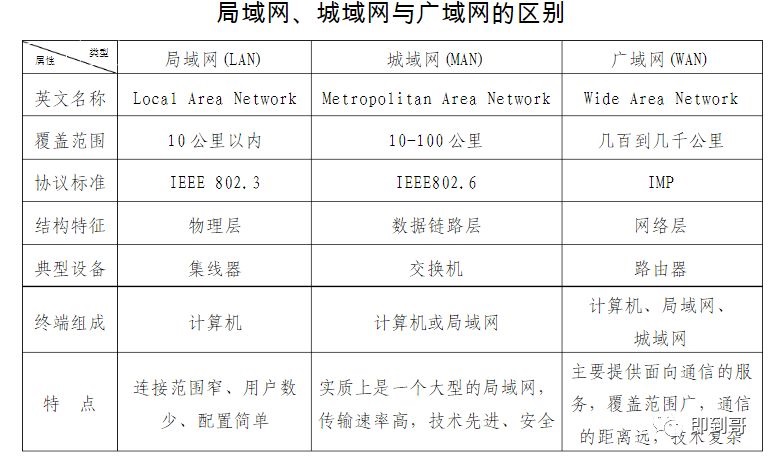 局域网、城域网与广域网的区别
类型
属性
局域网(LAN)
城域网(MAN)
广域网(WAN)
英文名称
Local Area Network
Metropolitan Area Network
Wide Area Network
覆盖范围
10公里以内
10-100公里
几百到几千公里
协议标准
IEEE 802.3
IEEE802.6
IMP
结构特征
物理层
数据链路层
网络层
典型设备
集线器
交换机
路由器
终端组成
计算机
计算机或局域网
计算机、局域网、
城域网
特 点
连接范围窄、用户数
少、配置简单
实质上是一个大型的局域网，
传输速率高，技术先进、安全
主要提供面向通信的服
务，覆盖范围广，通信
的距离远，技术复杂
即到哥